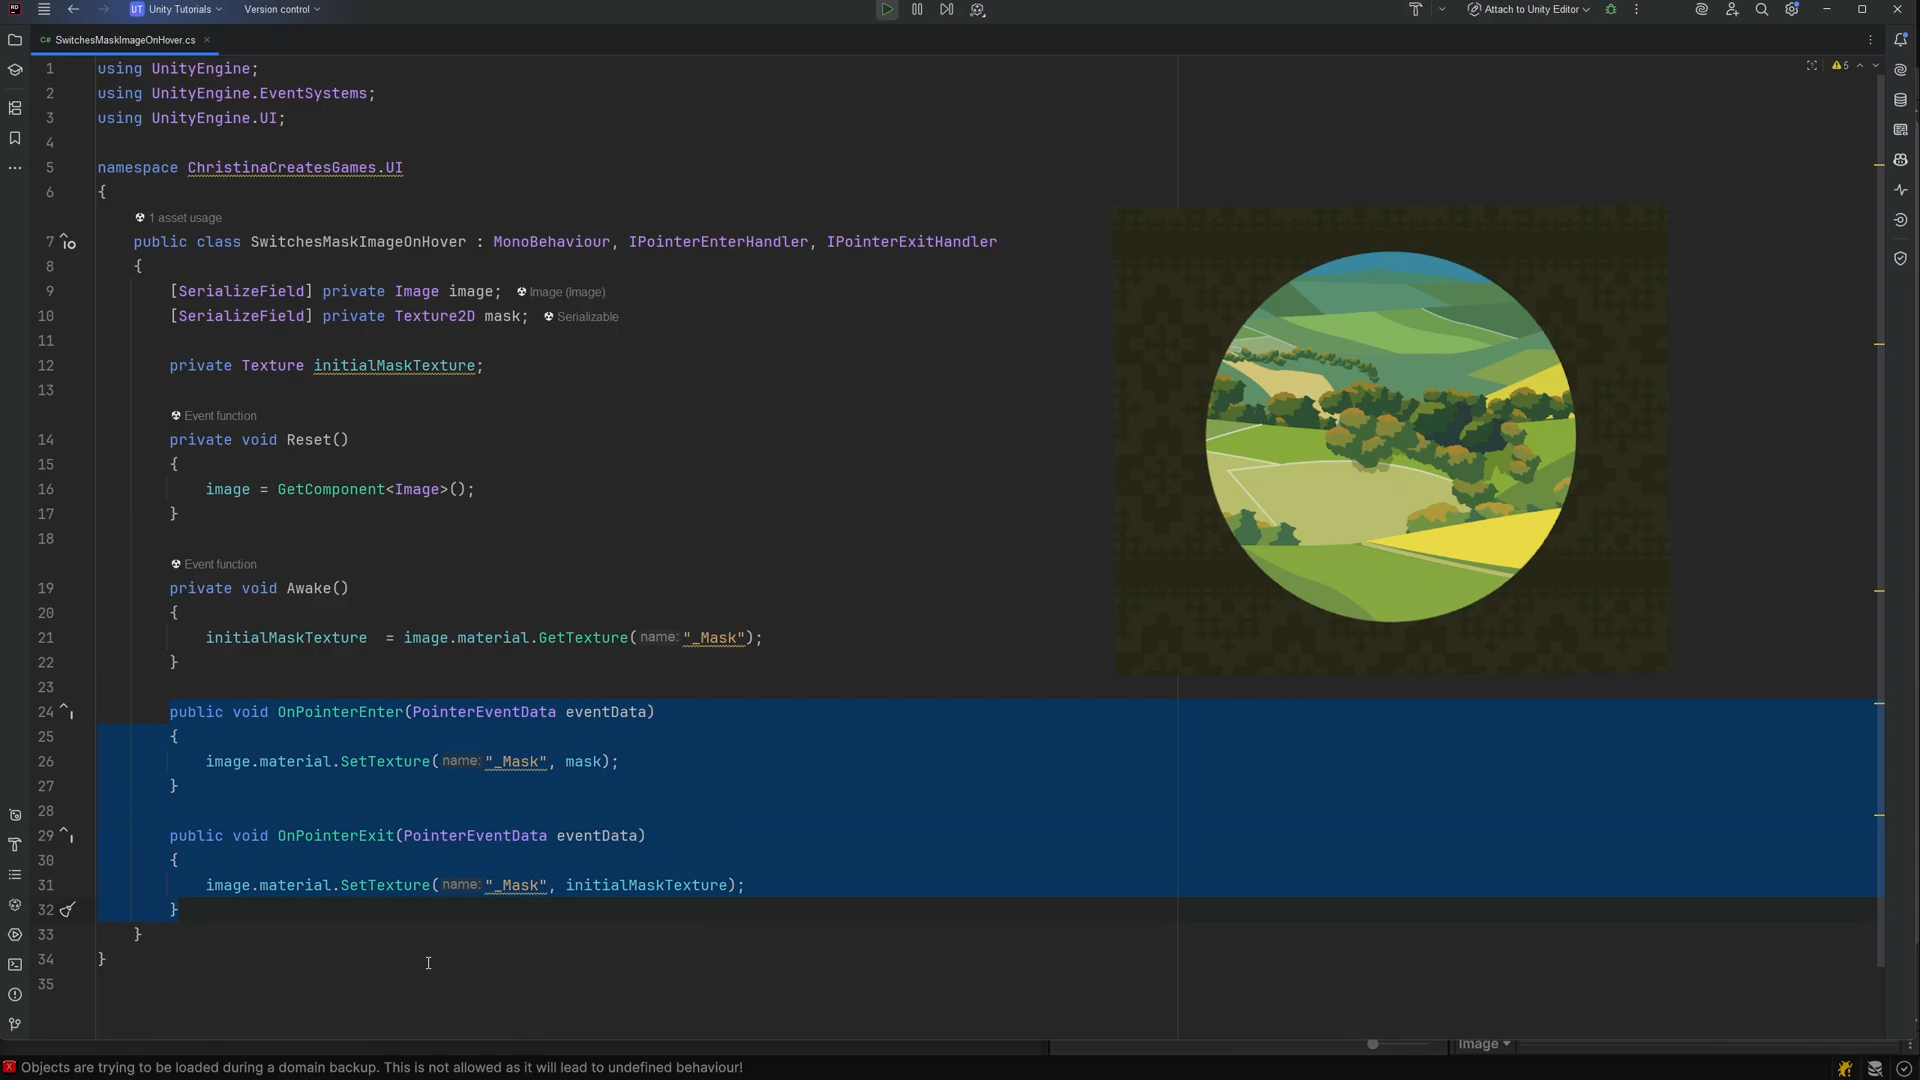 RD
UT Unity Tutorials
Version control
Attach to Unity Editor
C# SwitchesMaskImageOnHover.cs
5
1 using UnityEngine;
2 using UnityEngine.EventSystems;
3 using UnityEngine.UI;
4
5 namespace ChristinaCreatesGames.UI
6 {
1 asset usage
7 public class SwitchesMaskImageOnHover : MonoBehaviour, IPointerEnterHandler, IPointerExitHandler
8 {
9 [SerializeField] private Image image; Image (Image)
10 [SerializeField] private Texture2D mask; Serializable
11
12 private Texture initialMaskTexture;
13
Event function
14 private void Reset()
15 {
16 image = GetComponent<Image>();
17 }
18
Event function
19 private void Awake()
20 {
21 initialMaskTexture = image.material.GetTexture( name: "_Mask");
22 }
23
24 public void OnPointerEnter(PointerEventData eventData)
25 {
26 image.material.SetTexture( name: "_Mask", mask);
27 }
28
29 public void OnPointerExit(PointerEventData eventData)
30 {
31 image.material.SetTexture( name: "_Mask", initialMaskTexture);
32 }
33 }
34 }
35
Image
Objects are trying to be loaded during a domain backup. This is not allowed as it will lead to undefined behaviour!